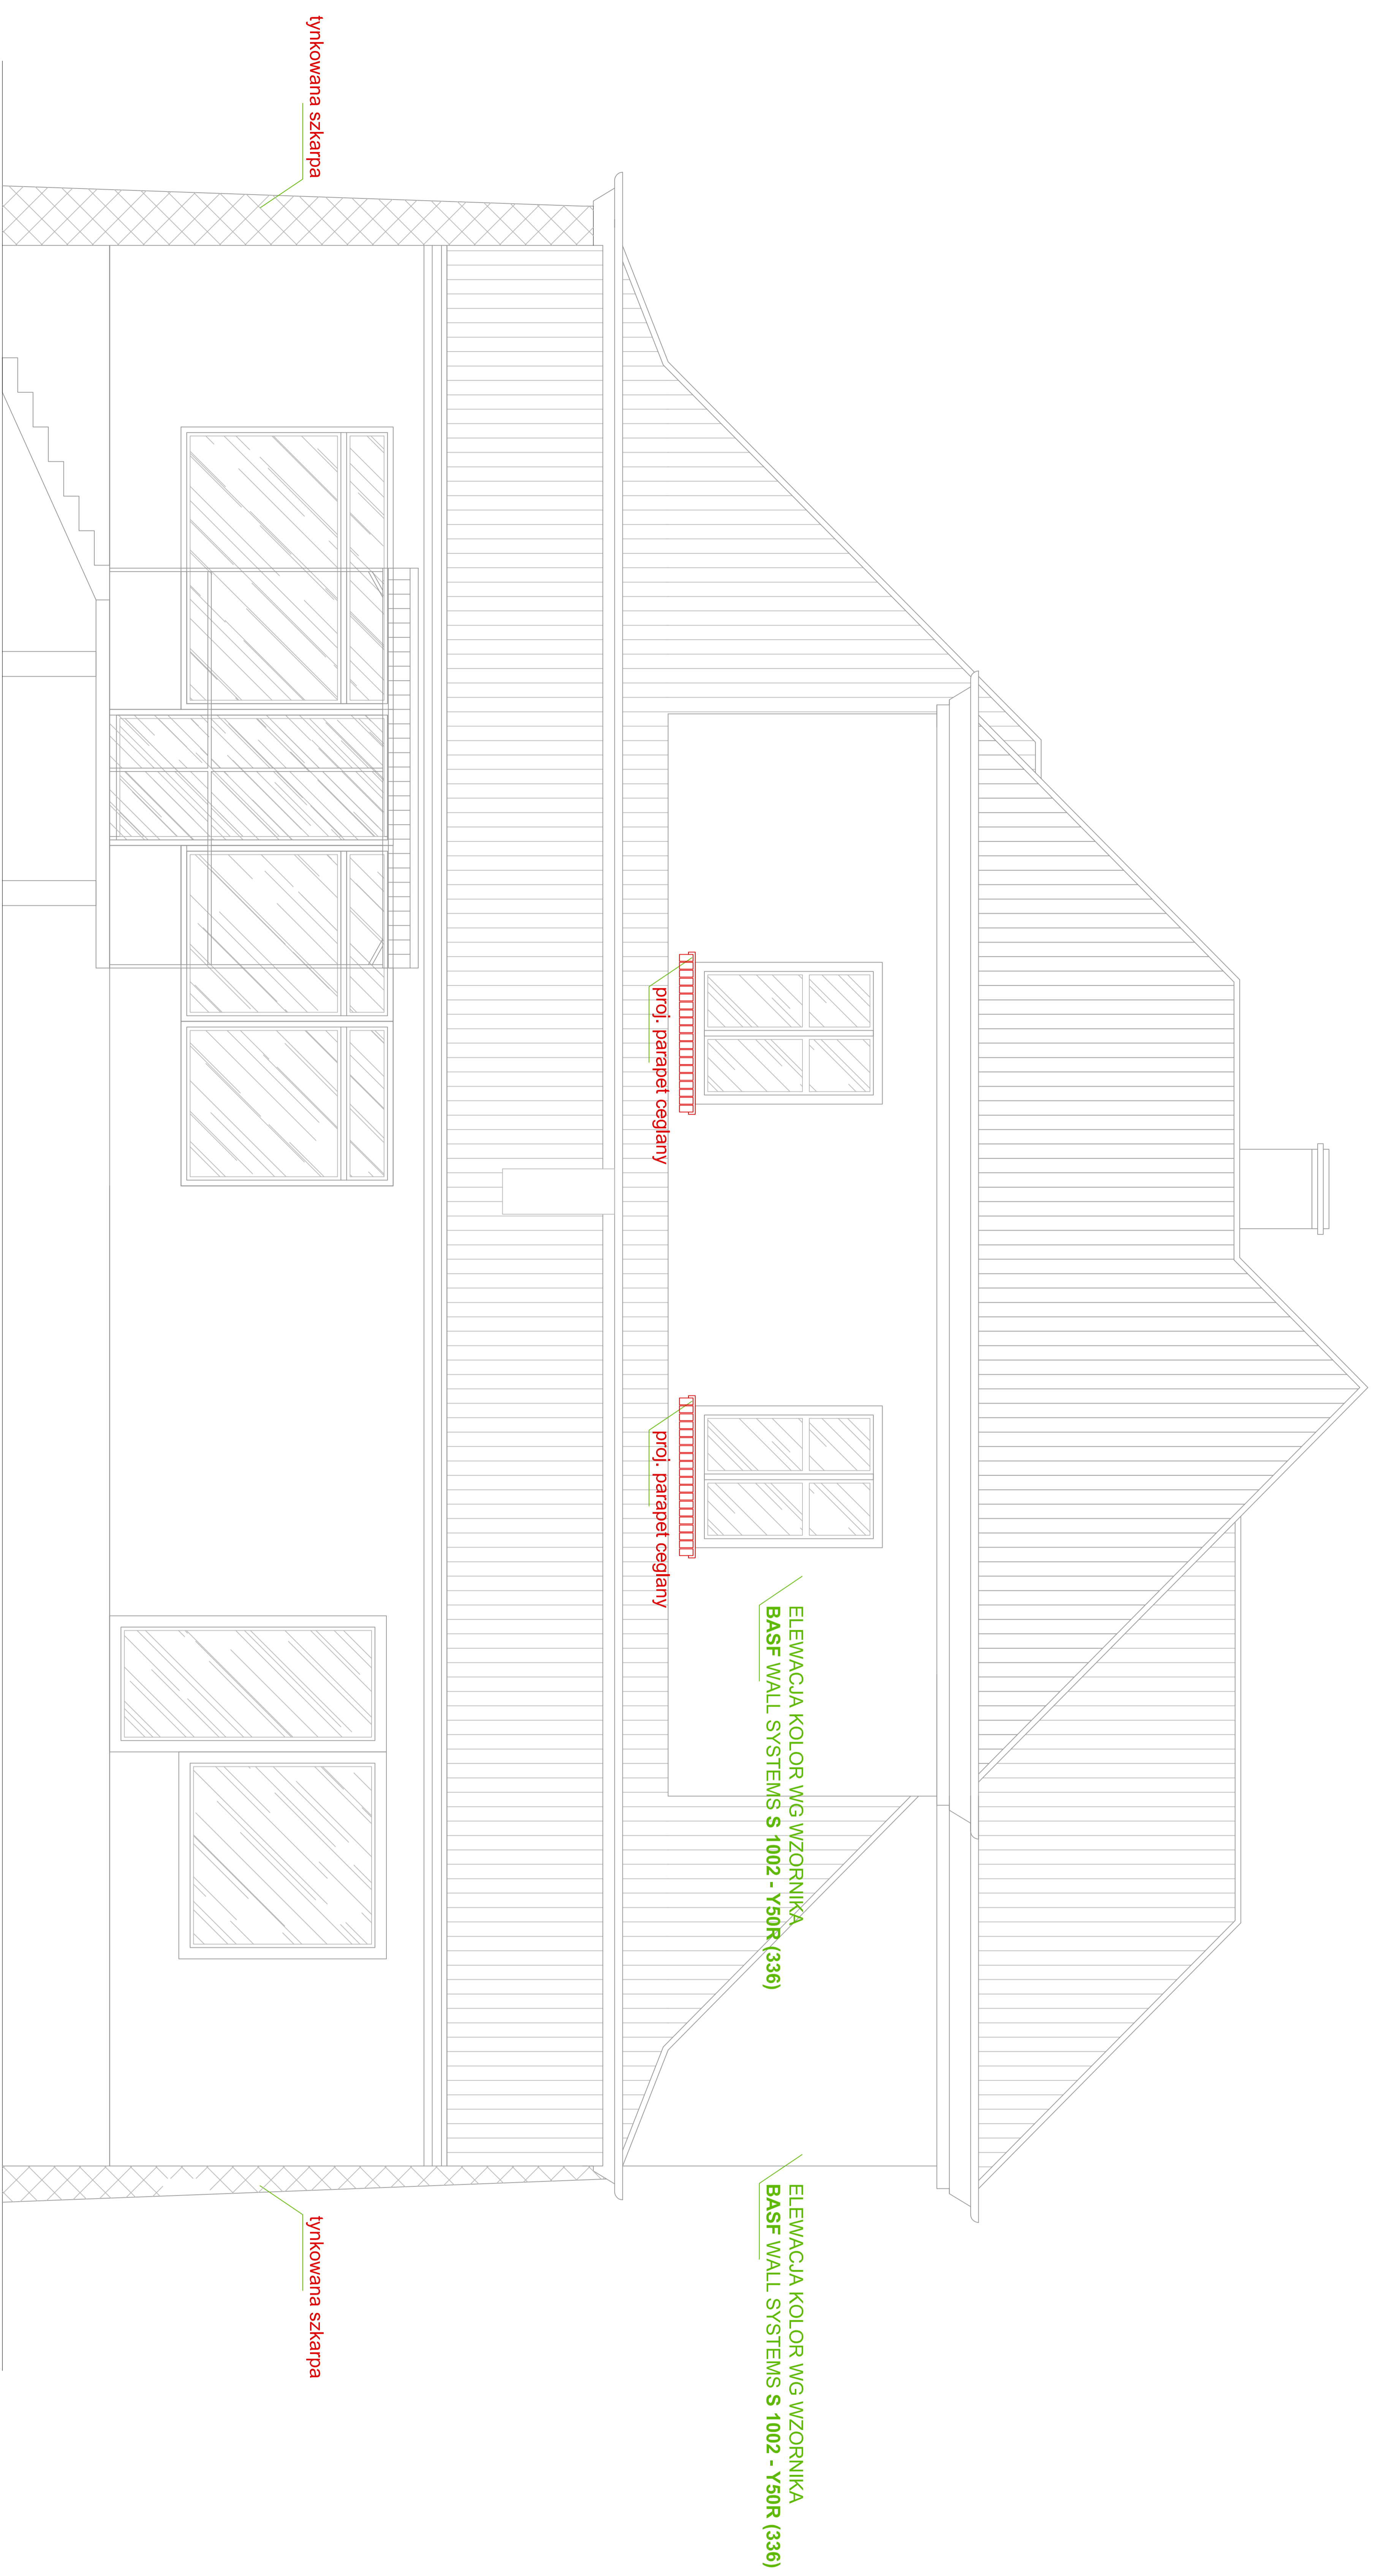 ELEWACJA KOLOR WG WZORNIKA
BASF WALL SYSTEMS S 1002 - Y50R (336)
ELEWACJA KOLOR WG WZORNIKA
BASF WALL SYSTEMS S 1002 - Y50R (336)
proj. parapet ceglany
proj. parapet ceglany
tynkowana szkarpa
tynkowana szkarpa